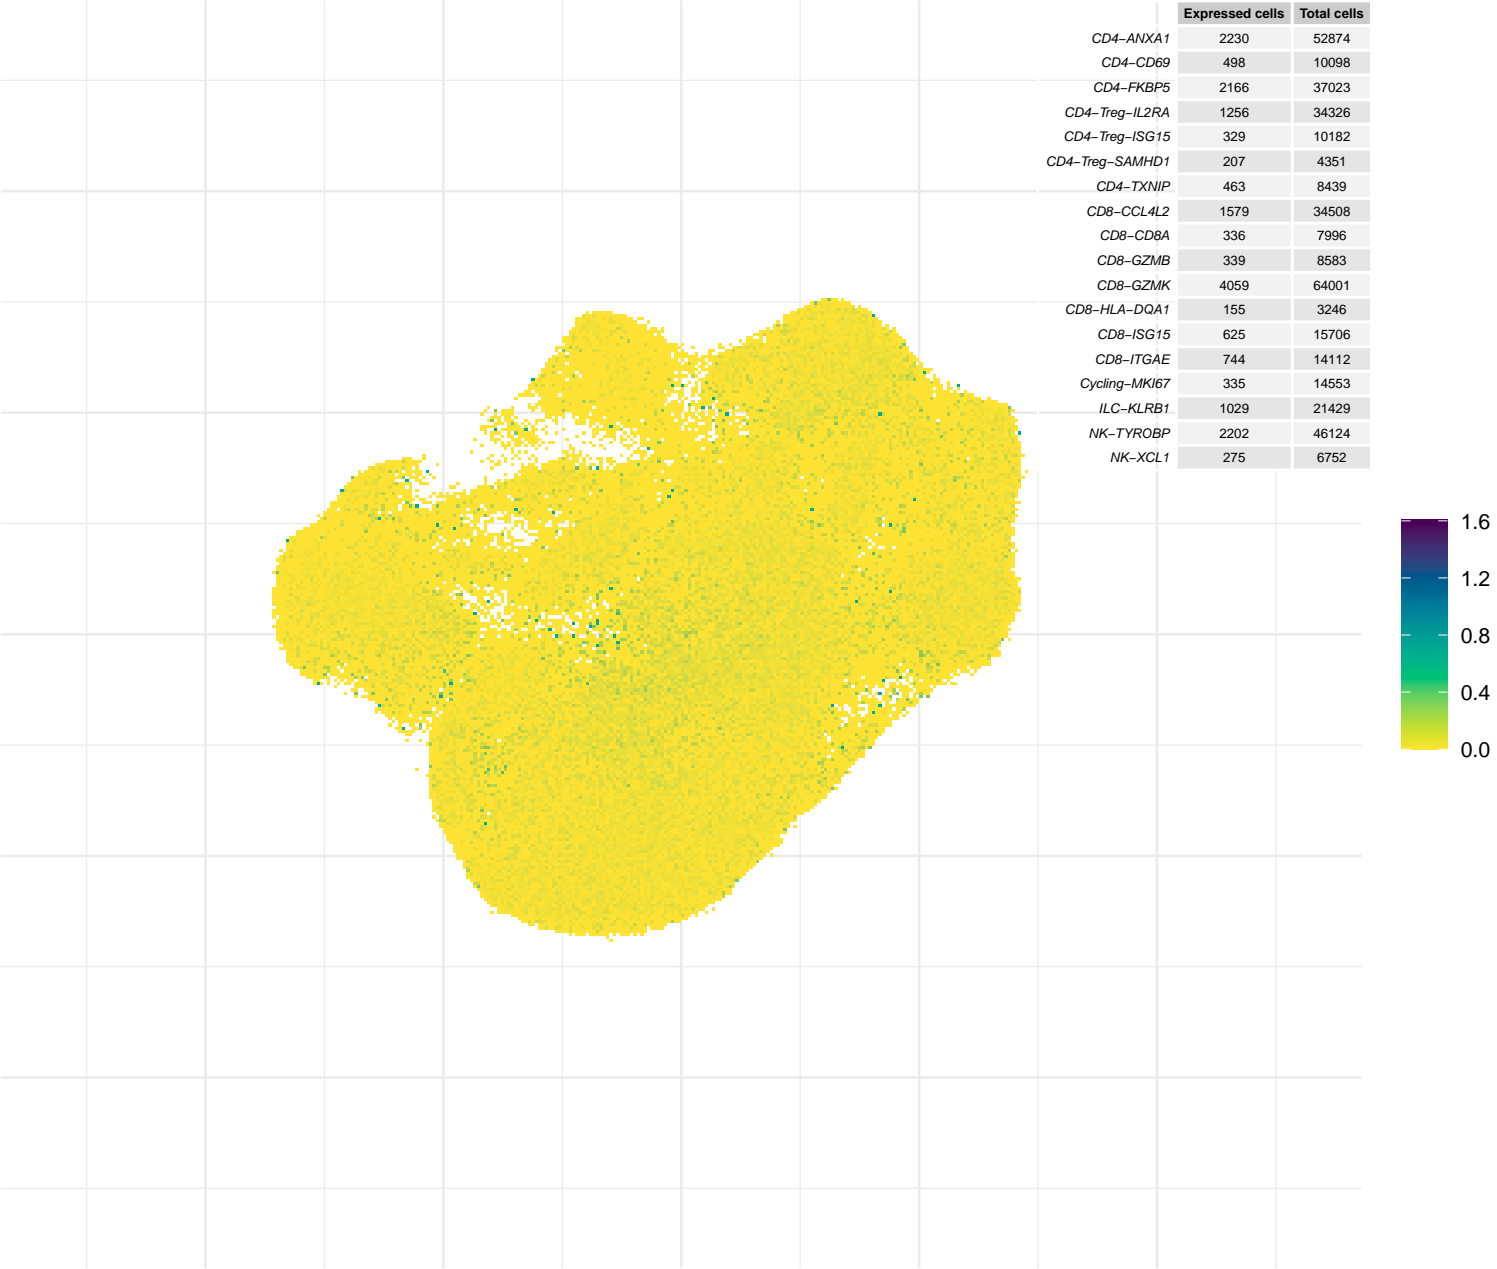 Expressed cells Total cells
CD4−ANXA1 2230 52874
CD4−CD69 498 10098
CD4−FKBP5 2166 37023
CD4−Treg−IL2RA 1256 34326
CD4−Treg−ISG15 329 10182
CD4−Treg−SAMHD1 207 4351
CD4−TXNIP 463 8439
CD8−CCL4L2 1579 34508
CD8−CD8A 336 7996
CD8−GZMB 339 8583
CD8−GZMK 4059 64001
CD8−HLA−DQA1 155 3246
CD8−ISG15 625 15706
CD8−ITGAE 744 14112
Cycling−MKI67 335 14553
ILC−KLRB1 1029 21429
NK−TYROBP 2202 46124
NK−XCL1 275 6752
1.6
1.2
0.8
0.4
0.0